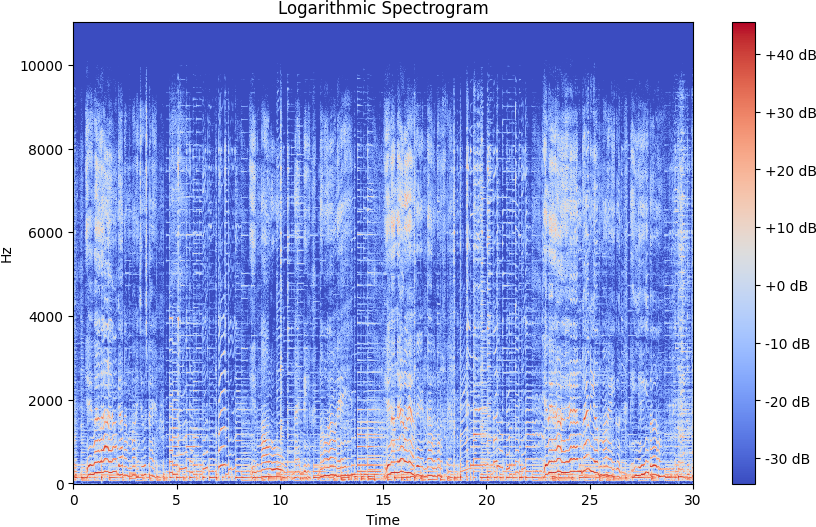 Logarithmic Spectrogram
Hz
10000
8000
6000
4000
2000
0
0 5 10 15 20 25 30
Time
+40 dB
+30 dB
+20 dB
+10 dB
+0 dB
-10 dB
-20 dB
-30 dB